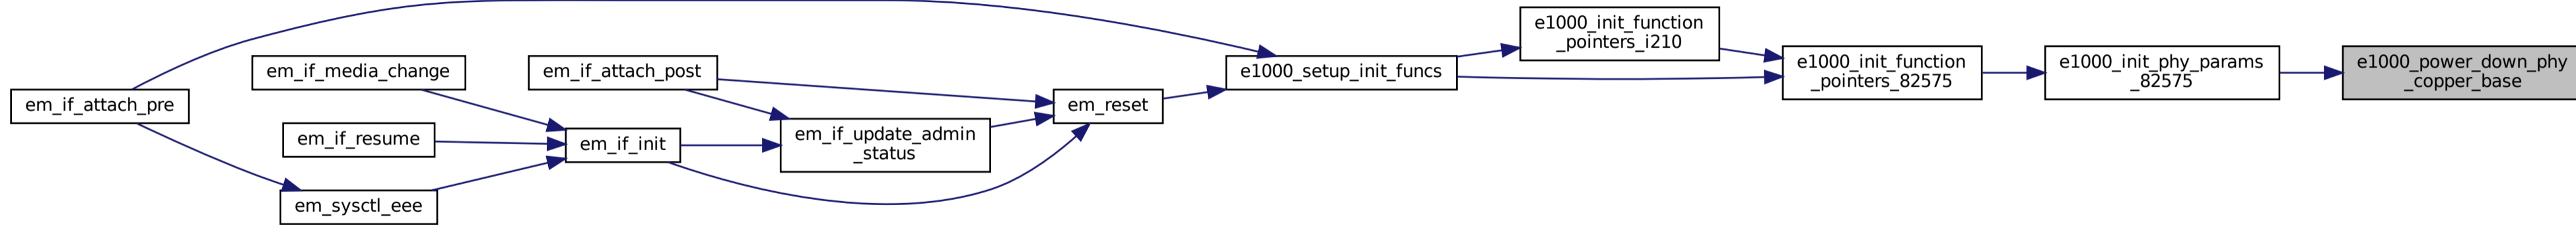 em_if_attach_pre
em_if_media_change
em_if_resume
em_sysctl_eee
em_if_attach_post
em_if_init
em_if_update_admin
_status
em_reset
e1000_setup_init_funcs
e1000_init_function
_pointers_i210
e1000_init_function
_pointers_82575
e1000_init_phy_params
_82575
e1000_power_down_phy
_copper_base